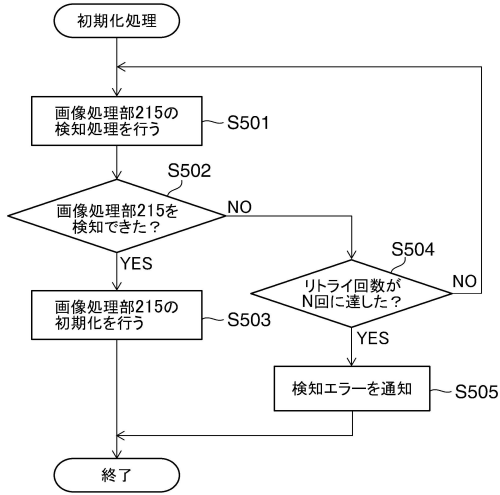 初期化処理
画像処理部215の
検知処理を行う
S501
S502
画像処理部215を
検知できた？
NO
YES
S504
リトライ回数が
N回に達した？
NO
YES
画像処理部215の
初期化を行う
S503
検知エラーを通知
S505
終了